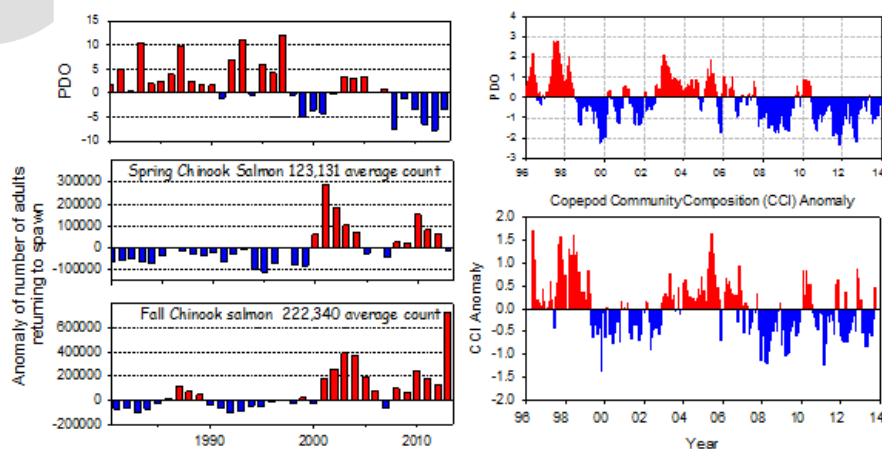 PDO
15
10
5
0
-5
-10
Anomaly of number of adults
returning to spawn
Spring Chinook Salmon 123,131 average count
300000
200000
100000
0
-100000
Fall Chinook salmon 222,340 average count
600000
400000
200000
0
-200000
1990 2000 2010
PDO
4
3
2
1
0
-1
-2
-3
96 98 00 02 04 06 08 10 12 14
Copepod Community Composition (CCI) Anomaly
CCI Anomaly
2.0
1.5
1.0
0.5
0.0
-0.5
-1.0
-1.5
-2.0
96 98 00 02 04 06 08 10 12 14
Year